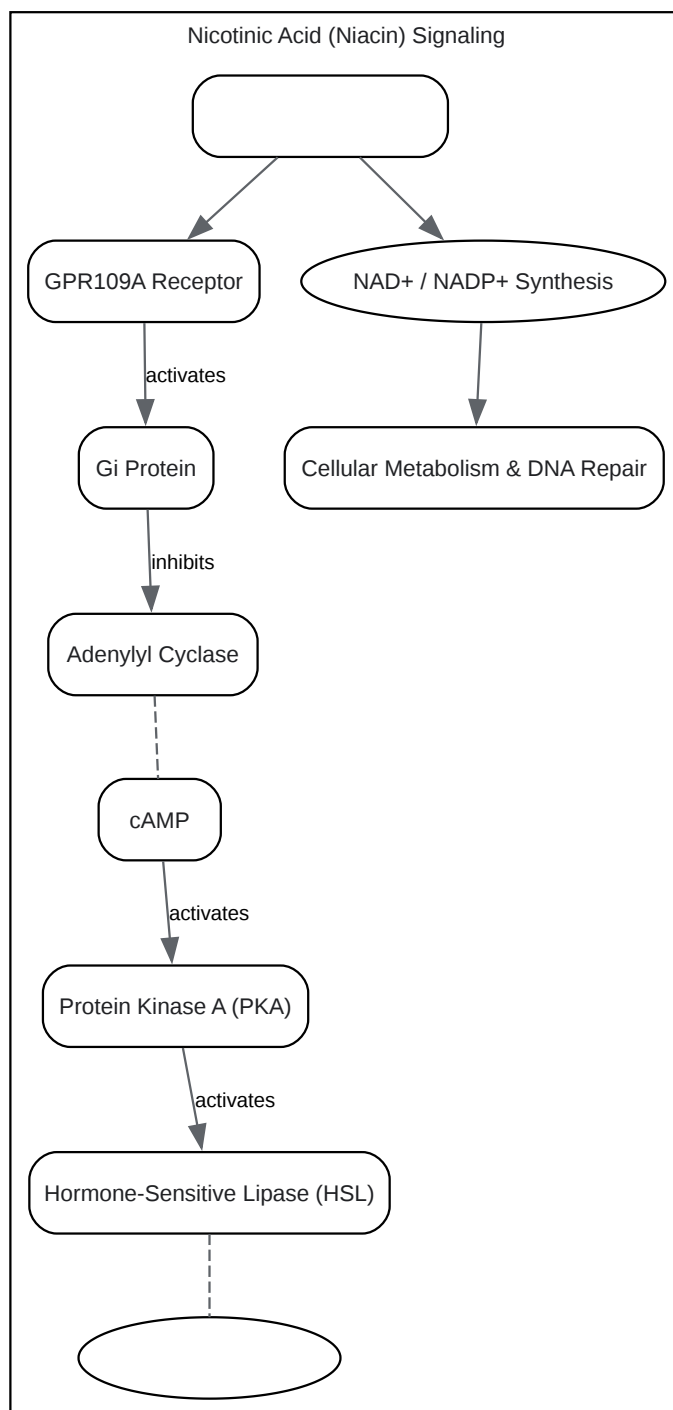 Nicotinic Acid (Niacin) Signaling
GPR109A Receptor
NAD+ / NADP+ Synthesis
activates
Gi Protein
Cellular Metabolism & DNA Repair
inhibits
Adenylyl Cyclase
cAMP
activates
Protein Kinase A (PKA)
activates
Hormone-Sensitive Lipase (HSL)